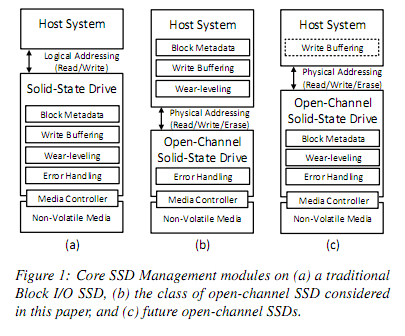 Host System
Logical Addressing
(Read/Write)
Solid-State Drive
Block Metadata
Write Buffering
Wear-leveling
Error Handling
Media Controller
Non-Volatile Media
(a)
Host System
Block Metadata
Write Buffering
Wear-leveling
Physical Addressing
(Read/Write/Erase)
Open-Channel
Solid-State Drive
Error Handling
Media Controller
Non-Volatile Media
(b)
Host System
Write Buffering
Physical Addressing
(Read/Write/Erase)
Open-Channel
Solid-State Drive
Block Metadata
Wear-leveling
Error Handling
Media Controller
Non-Volatile Media
(c)
Figure 1: Core SSD Management modules on (a) a traditional
Block I/O SSD, (b) the class of open-channel SSD considered
in this paper, and (c) future open-channel SSDs.